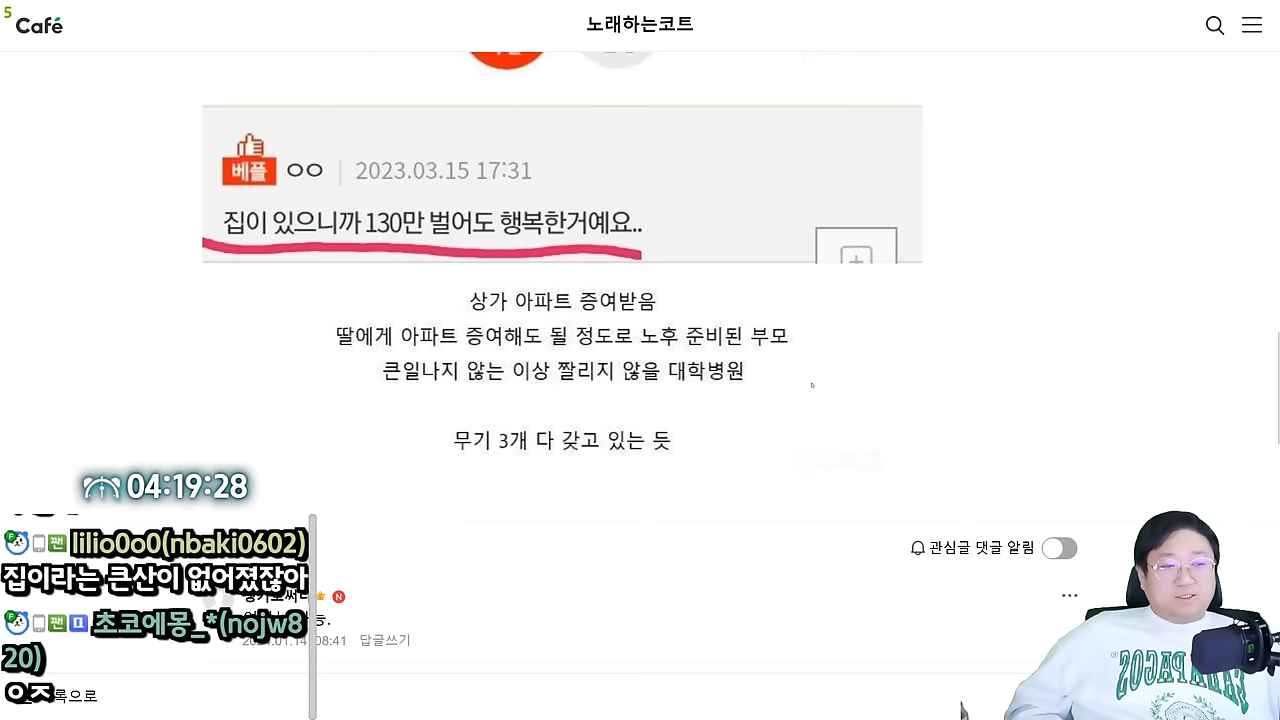 5
Café
노래하는코트
베플 ㅇㅇ 2023.03.15 17:31
집이 있으니까 130만 벌어도 행복한거예요..
상가 아파트 증여받음
딸에게 아파트 증여해도 될 정도로 노후 준비된 부모
큰일나지 않는 이상 짤리지 않을 대학병원
무기 3개 다 갖고 있는 듯
04:19:28
관심글 댓글 알림
팬 lilio0o0(nbaki0602)
집이라는 큰산이 없어졌잖아
N
팬 초코에몽_*(nojw8
20)
ㅇㅈ
08:41 답글쓰기
록으로